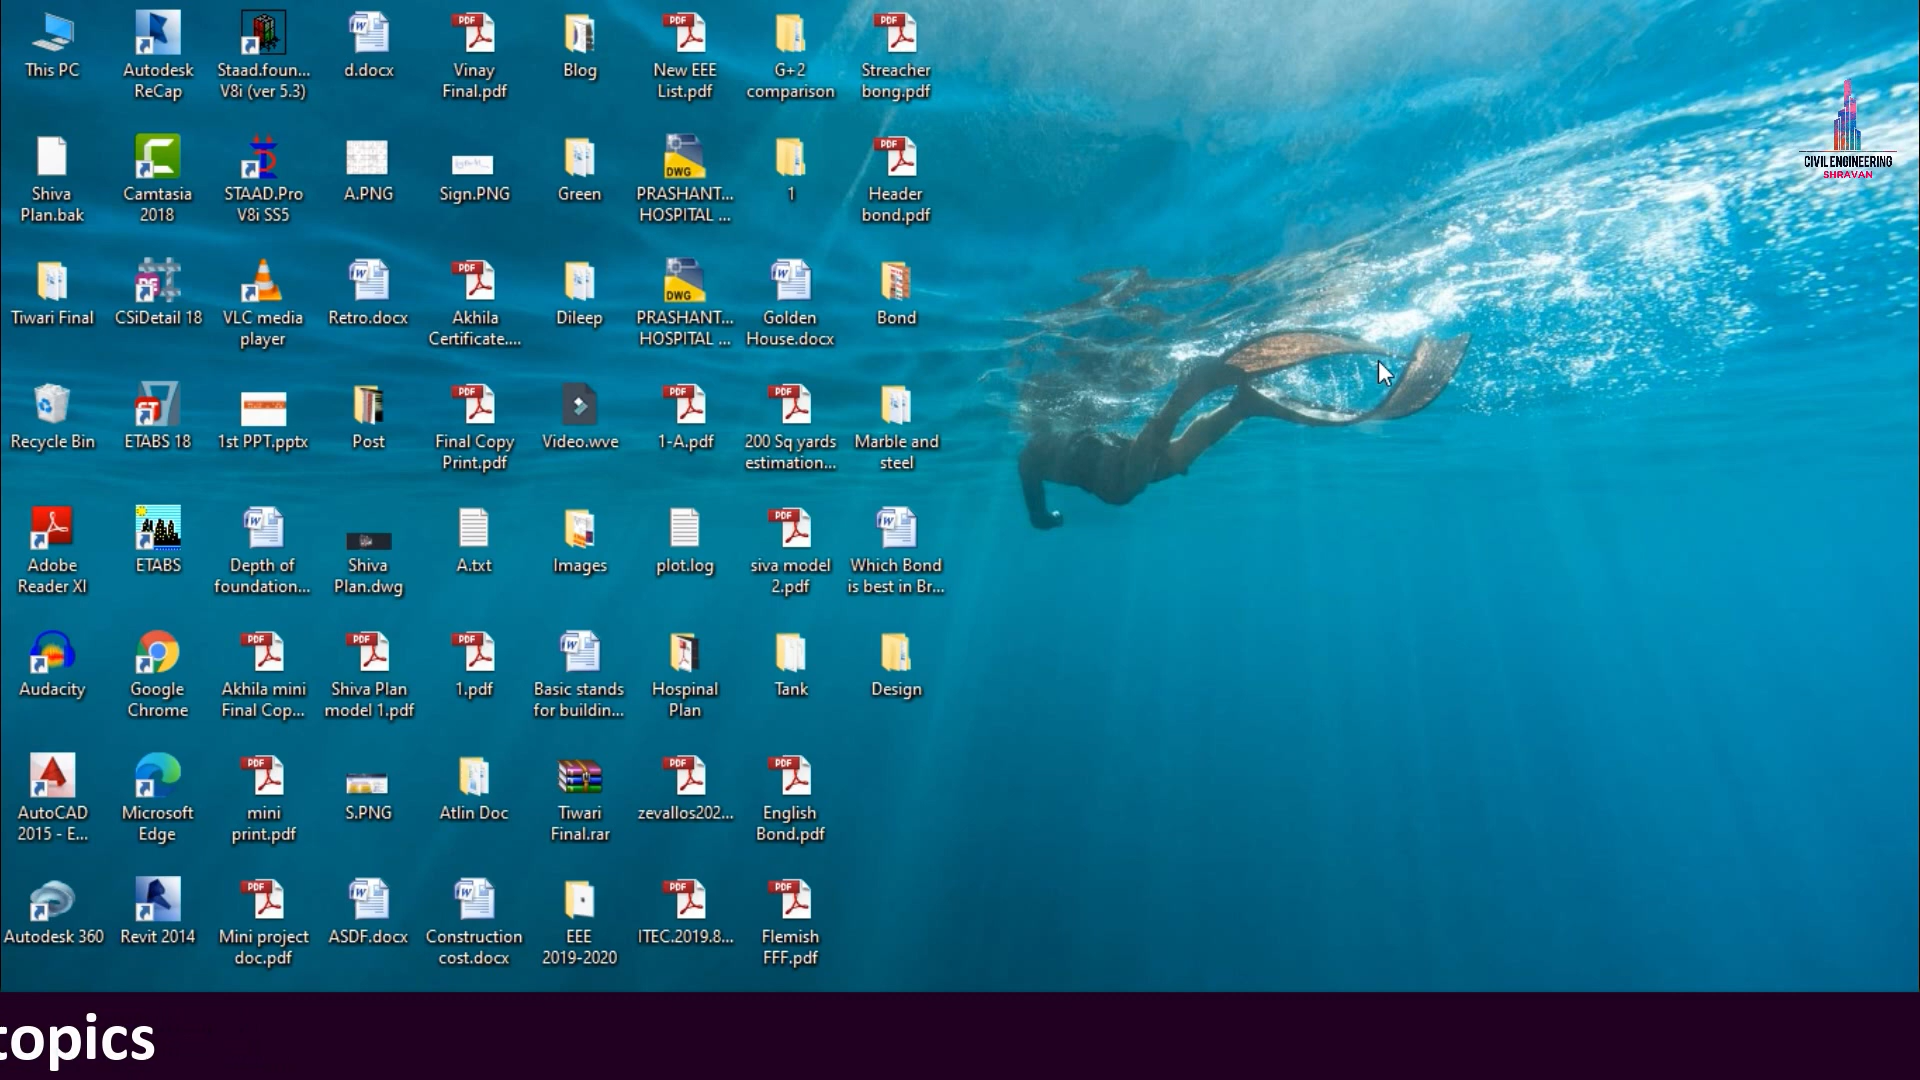 This PC
Autodesk
ReCap
Staad.foun...
V8i (ver 5.3)
d.docx
Vinay
Final.pdf
Blog
New EEE
List.pdf
G+2
comparison
Streacher
bong.pdf
Shiva
Plan.bak
Camtasia
2018
STAAD.Pro
V8i SS5
A.PNG
Sign.PNG
Green
PRASHANT...
HOSPITAL ...
1
Header
bond.pdf
CIVIL ENGINEERING
SHRAVAN
Tiwari Final
CSiDetail 18
VLC media
player
Retro.docx
Akhila
Certificate....
Dileep
PRASHANT...
HOSPITAL ...
Golden
House.docx
Bond
Recycle Bin
ETABS 18
1st PPT.pptx
Post
Final Copy
Print.pdf
Video.wve
1-A.pdf
200 Sq yards
estimation...
Marble and
steel
Adobe
Reader XI
ETABS
Depth of
foundation...
Shiva
Plan.dwg
A.txt
Images
plot.log
siva model
2.pdf
Which Bond
is best in Br...
Audacity
Google
Chrome
Akhila mini
Final Cop...
Shiva Plan
model 1.pdf
1.pdf
Basic stands
for buildin...
Hospinal
Plan
Tank
Design
AutoCAD
2015 - E...
Microsoft
Edge
mini
print.pdf
S.PNG
Atlin Doc
Tiwari
Final.rar
zevallos202...
English
Bond.pdf
Autodesk 360
Revit 2014
Mini project
doc.pdf
ASDF.docx
Construction
cost.docx
EEE
2019-2020
ITEC.2019.8...
Flemish
FFF.pdf
topics